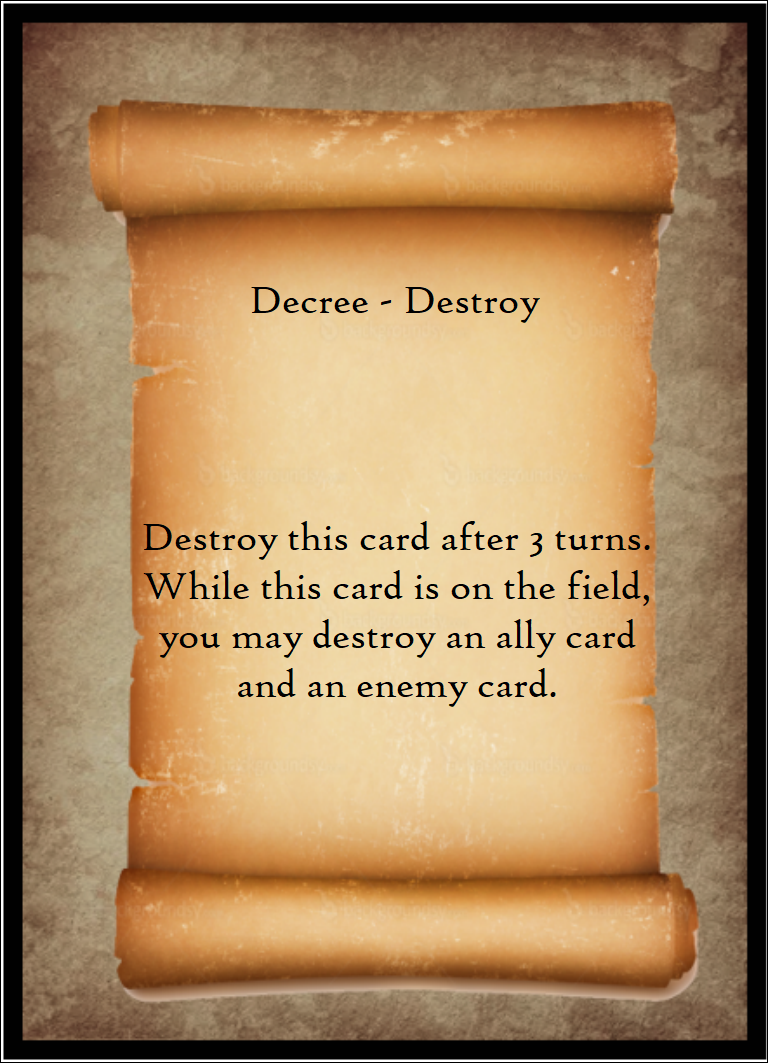 Decree - Destroy
Destroy this card after 3 turns.
While this card is on the field,
you may destroy an ally card
and an enemy card.